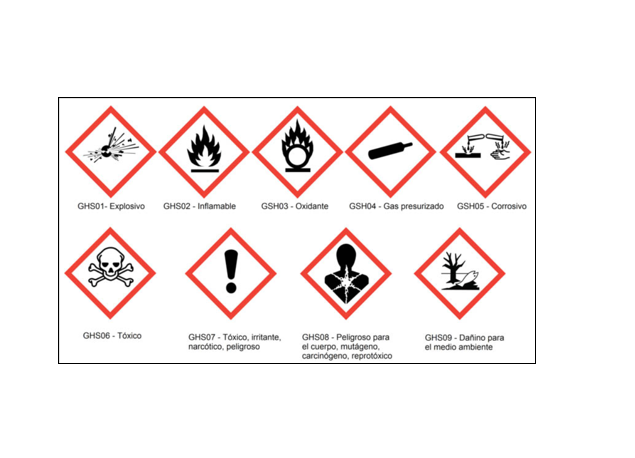 GHS01- Explosivo
GHS02 - Inflamable
GSH03 - Oxidante
GSH04 - Gas presurizado
GSH05 - Corrosivo
GHS06 - Tóxico
GHS07 - Tóxico, irritante,
narcótico, peligroso
GHS08 - Peligroso para
el cuerpo, mutágeno,
carcinógeno, reprotóxico
GHS09 - Dañino para
el medio ambiente